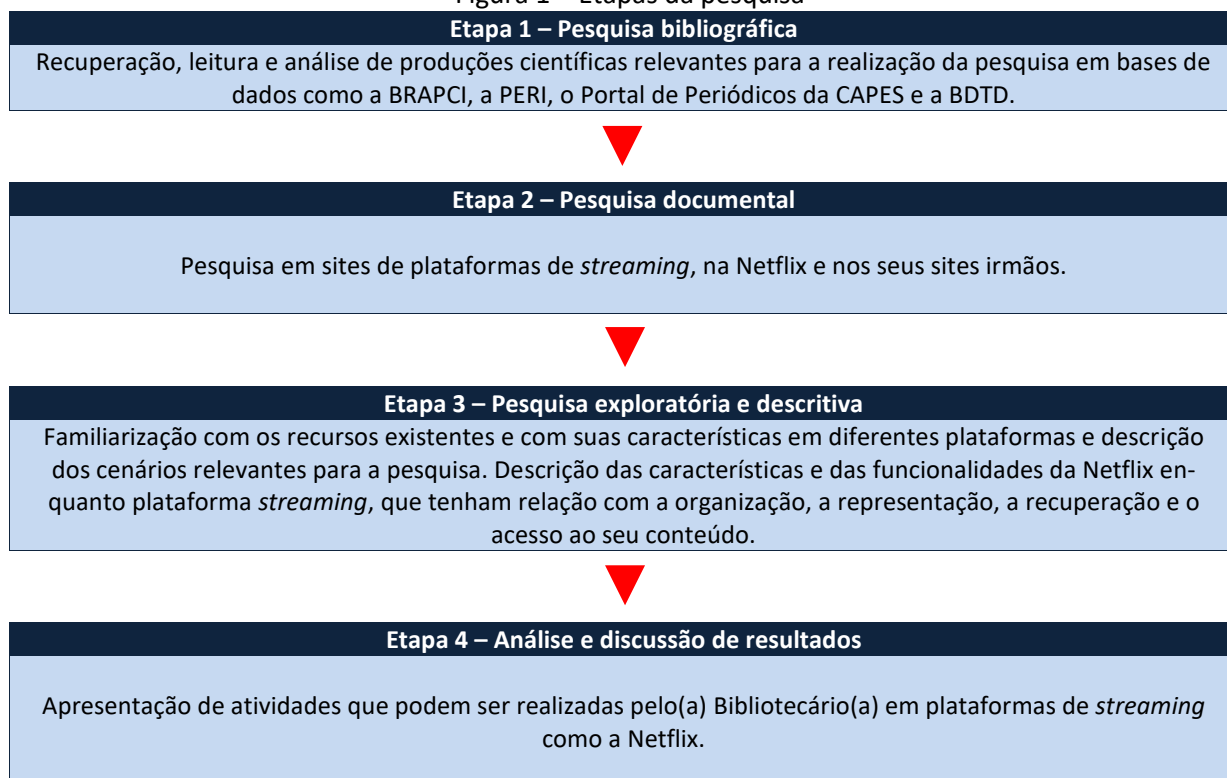 Figura 1 – Etapas da pesquisa
Etapa 1 – Pesquisa bibliográfica
Recuperação, leitura e análise de produções científicas relevantes para a realização da pesquisa em bases de
dados como a BRAPCI, a PERI, o Portal de Periódicos da CAPES e a BDTD.
Etapa 2 – Pesquisa documental
Pesquisa em sites de plataformas de streaming, na Netflix e nos seus sites irmãos.
Etapa 3 – Pesquisa exploratória e descritiva
Familiarização com os recursos existentes e com suas características em diferentes plataformas e descrição
dos cenários relevantes para a pesquisa. Descrição das características e das funcionalidades da Netflix en-
quanto plataforma streaming, que tenham relação com a organização, a representação, a recuperação e o
acesso ao seu conteúdo.
Etapa 4 – Análise e discussão de resultados
Apresentação de atividades que podem ser realizadas pelo(a) Bibliotecário(a) em plataformas de streaming
como a Netflix.